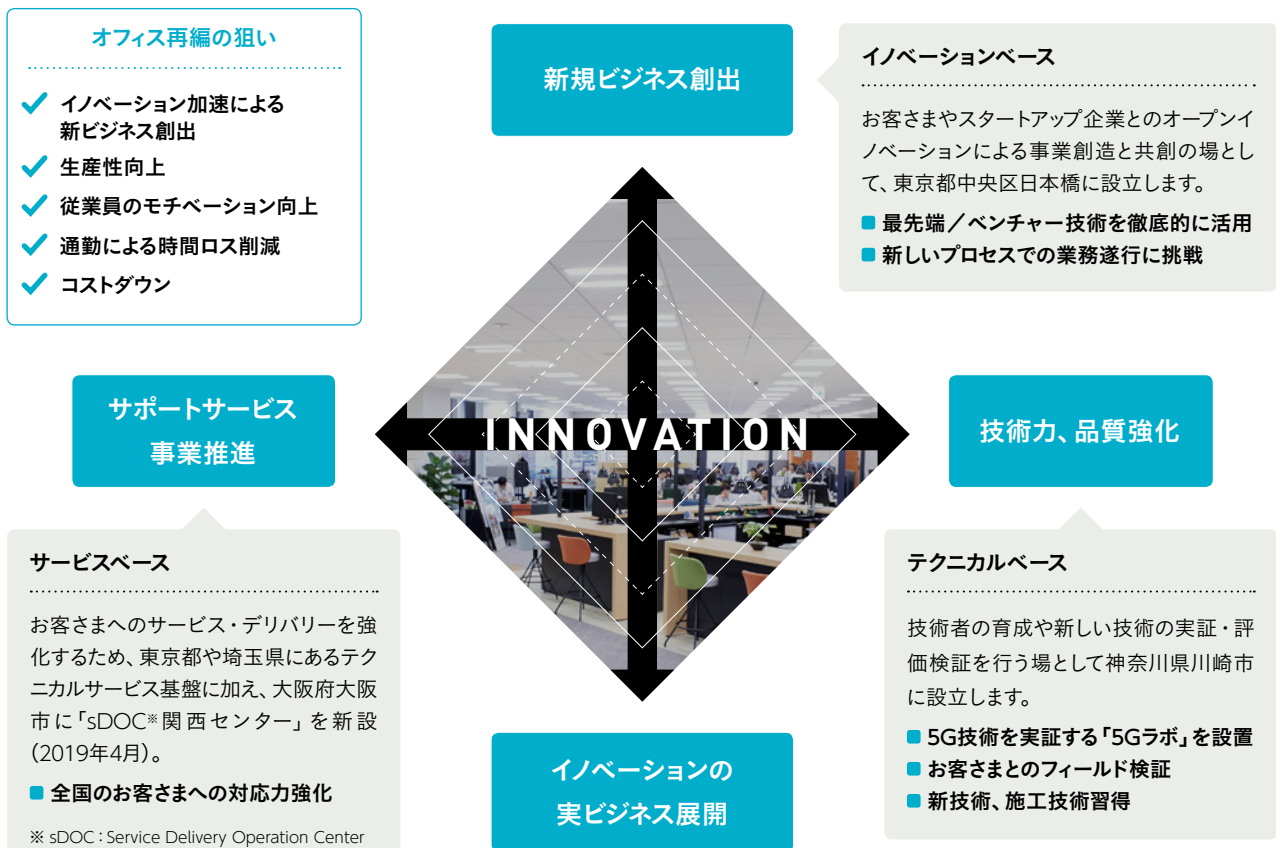 オフィス再編の狙い
イノベーション加速による
新ビジネス創出
生産性向上
従業員のモチベーション向上
通勤による時間ロス削減
コストダウン
新規ビジネス創出
イノベーションベース
お客さまやスタートアップ企業とのオープンイ
ノベーションによる事業創造と共創の場とし
て、東京都中央区日本橋に設立します。
■ 最先端／ベンチャー技術を徹底的に活用
■ 新しいプロセスでの業務遂行に挑戦
サポートサービス
事業推進
INNOVATION
技術力、品質強化
サービスベース
お客さまへのサービス・デリバリーを強
化するため、東京都や埼玉県にあるテク
ニカルサービス基盤に加え、大阪府大阪
市に「sDOC※関西センター」を新設
(2019年4月)。
■ 全国のお客さまへの対応力強化
※ sDOC：Service Delivery Operation Center
イノベーションの
実ビジネス展開
テクニカルベース
技術者の育成や新しい技術の実証・評
価検証を行う場として神奈川県川崎市
に設立します。
■ 5G技術を実証する「5Gラボ」を設置
■ お客さまとのフィールド検証
■ 新技術、施工技術習得